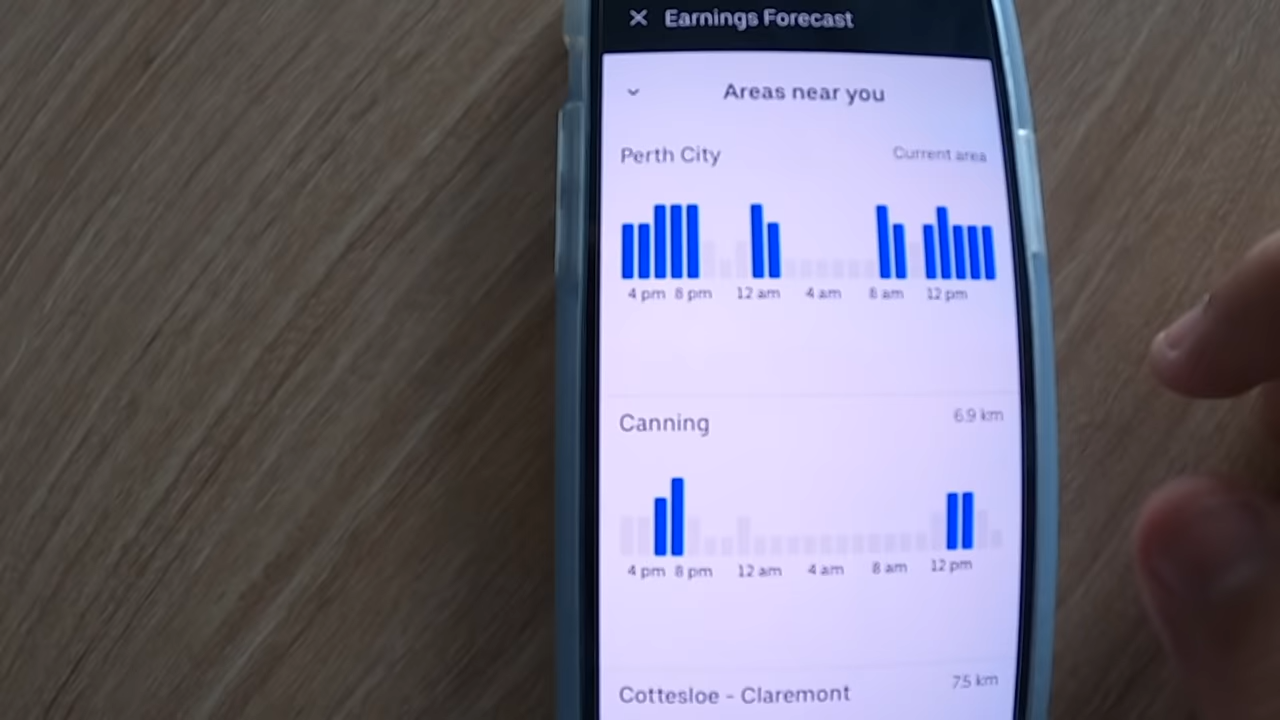 × Earnings Forecast
Areas near you
Perth City Current area
4 pm 8 pm 12 am 4 am 8 am 12 pm
Canning 6.9 km
4 pm 8 pm 12 am 4 am 8 am 12 pm
Cottesloe - Claremont 7.5 km